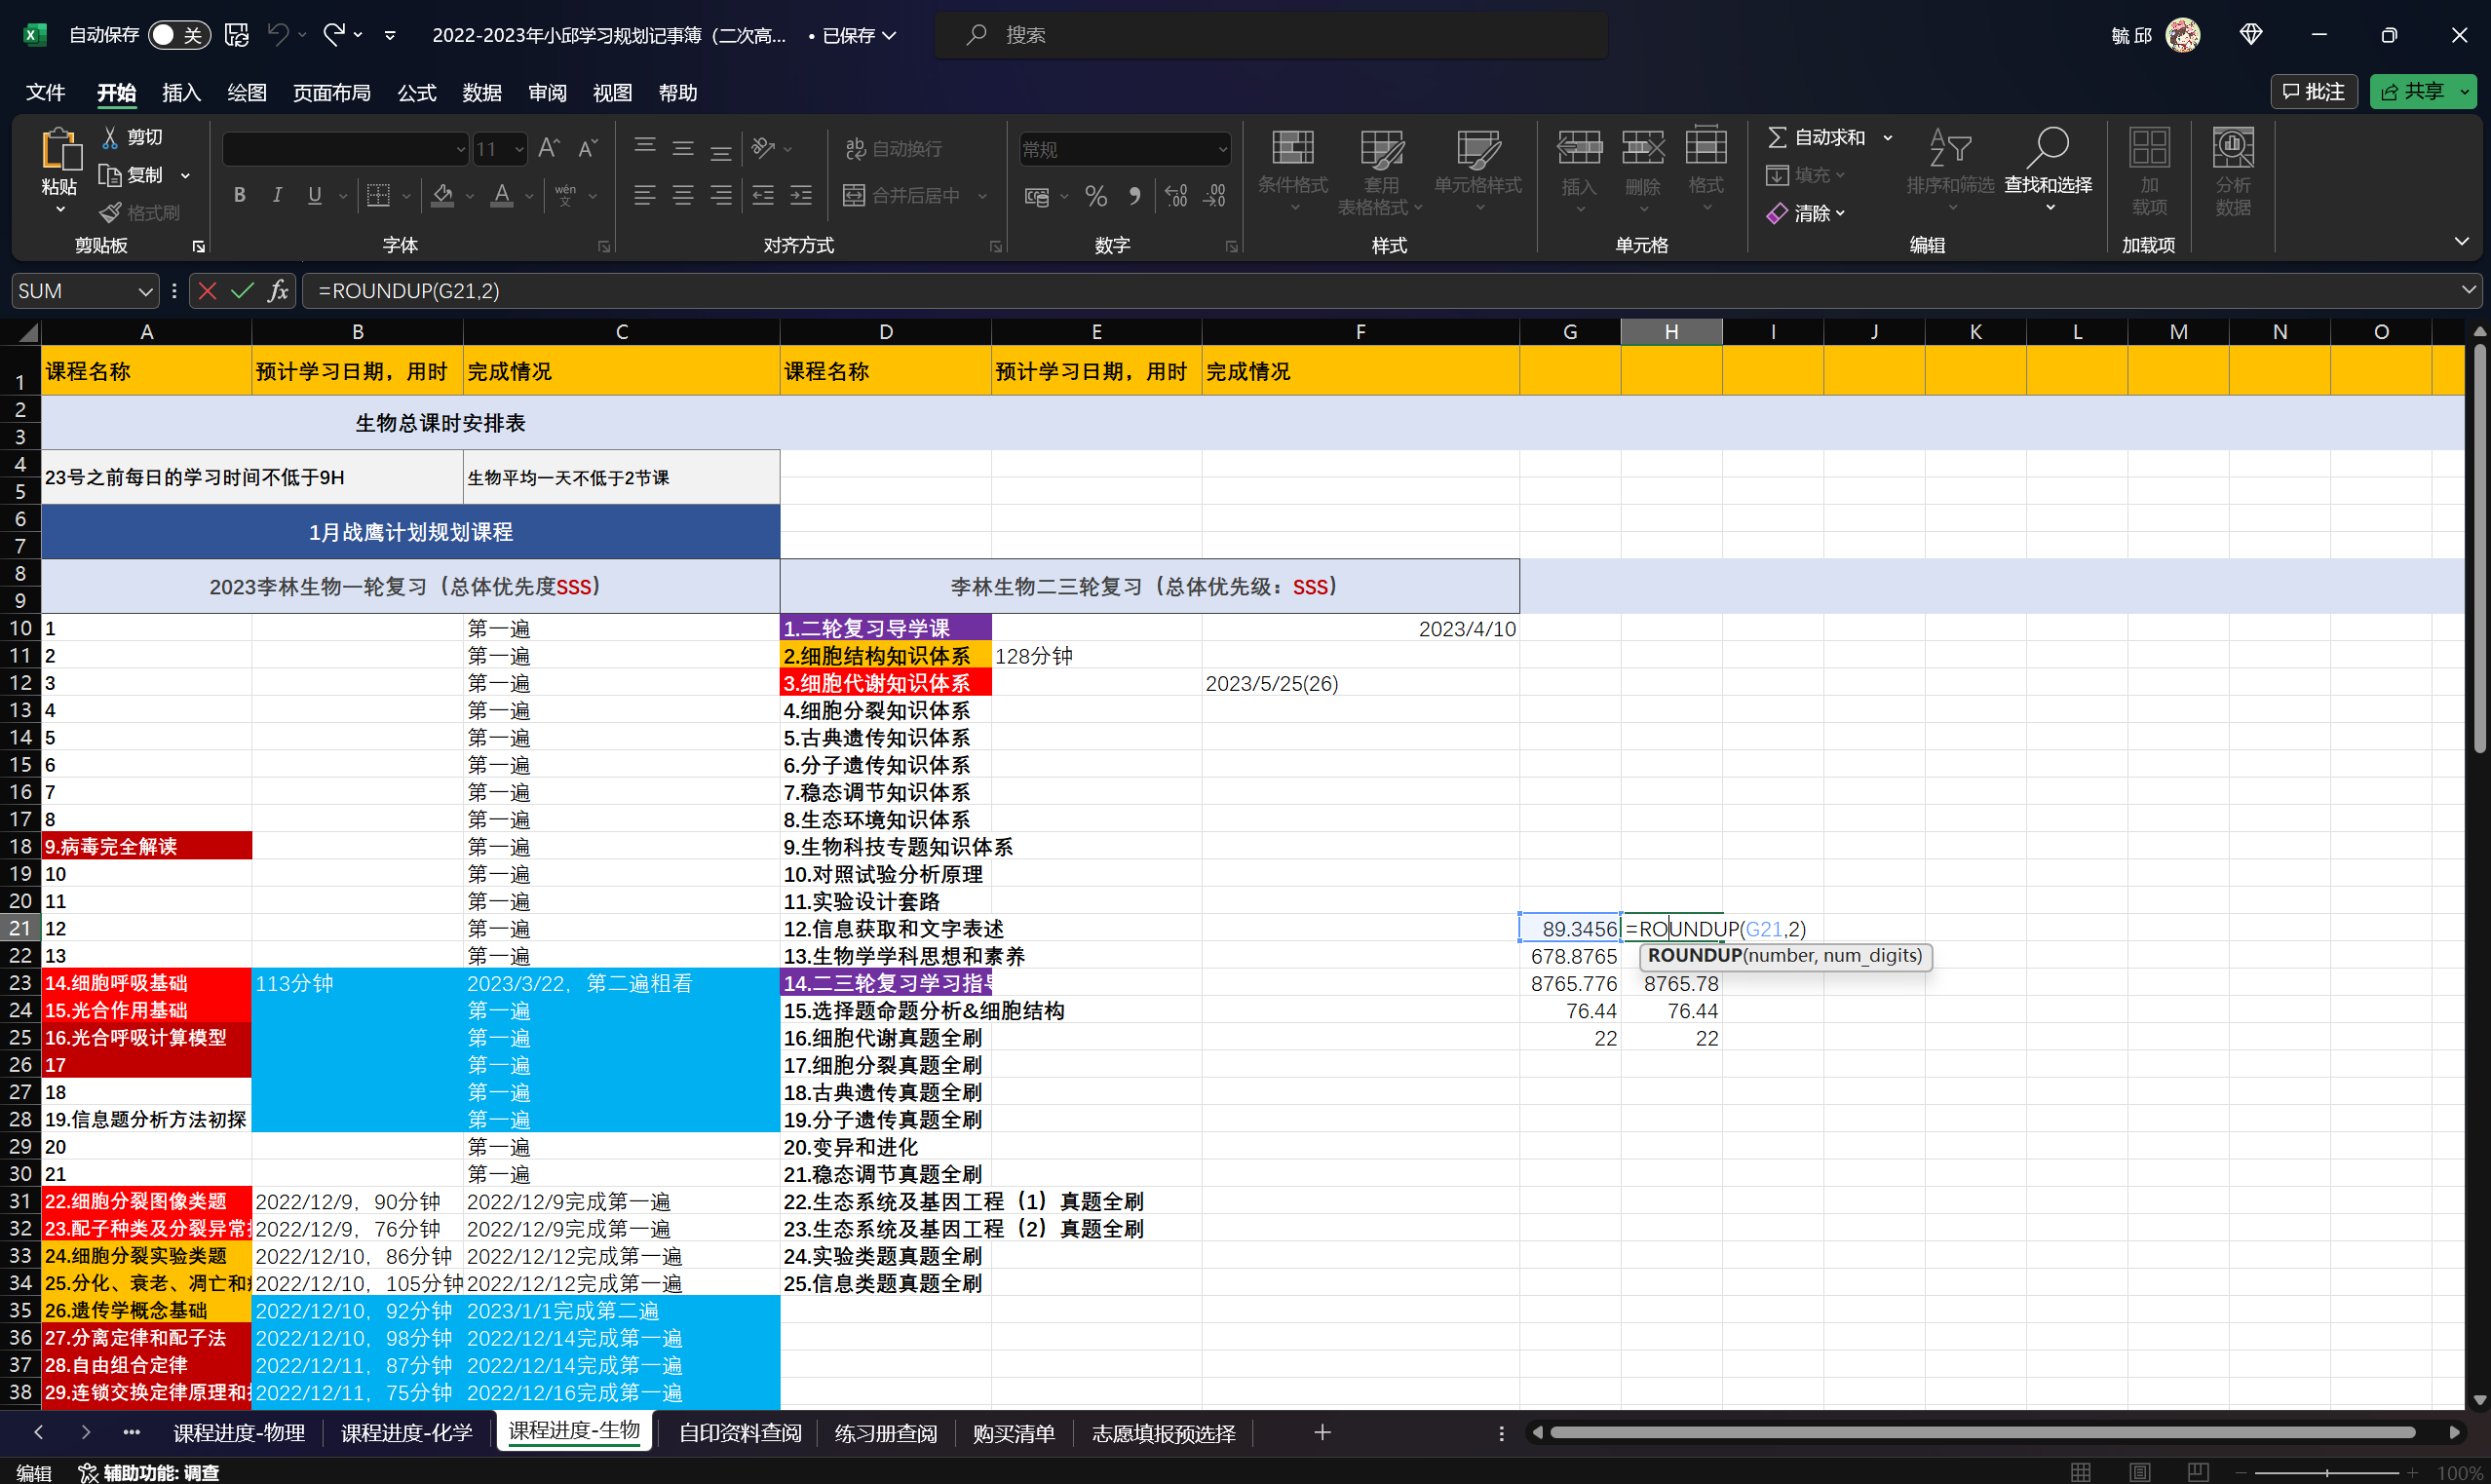 自动保存 关 2022-2023年小邱学习规划记事簿（二次高... • 已保存 搜索 毓 邱
文件 开始 插入 绘图 页面布局 公式 数据 审阅 视图 帮助 批注 共享
粘贴 剪切 复制 格式刷 剪贴板
11 B I U A wén 文 字体
自动换行 合并后居中 对齐方式
常规 % 数字
条件格式 套用 表格格式 单元格样式 样式
插入 删除 格式 单元格
自动求和 填充 清除 排序和筛选 查找和选择 编辑
加 载项 加载项 分析 数据
SUM fx =ROUNDUP(G21,2)
A B C D E F G H I J K L M N O
1 课程名称 预计学习日期，用时 完成情况 课程名称 预计学习日期，用时 完成情况
2
生物总课时安排表
3
4
23号之前每日的学习时间不低于9H 生物平均一天不低于2节课
5
6
1月战鹰计划规划课程
7
8
2023李林生物一轮复习（总体优先度SSS） 李林生物二三轮复习（总体优先级：SSS）
9
10 1 第一遍 1.二轮复习导学课 2023/4/10
11 2 第一遍 2.细胞结构知识体系 128分钟
12 3 第一遍 3.细胞代谢知识体系 2023/5/25(26)
13 4 第一遍 4.细胞分裂知识体系
14 5 第一遍 5.古典遗传知识体系
15 6 第一遍 6.分子遗传知识体系
16 7 第一遍 7.稳态调节知识体系
17 8 第一遍 8.生态环境知识体系
18 9.病毒完全解读 第一遍 9.生物科技专题知识体系
19 10 第一遍 10.对照试验分析原理
20 11 第一遍 11.实验设计套路
21 12 第一遍 12.信息获取和文字表述 89.3456 =ROUNDUP(G21,2)
22 13 第一遍 13.生物学学科思想和素养 678.8765 ROUNDUP(number, num_digits)
23 14.细胞呼吸基础 113分钟 2023/3/22，第二遍粗看 14.二三轮复习学习指导 8765.776 8765.78
24 15.光合作用基础 第一遍 15.选择题命题分析&细胞结构 76.44 76.44
25 16.光合呼吸计算模型 第一遍 16.细胞代谢真题全刷 22 22
26 17 第一遍 17.细胞分裂真题全刷
27 18 第一遍 18.古典遗传真题全刷
28 19.信息题分析方法初探 第一遍 19.分子遗传真题全刷
29 20 第一遍 20.变异和进化
30 21 第一遍 21.稳态调节真题全刷
31 22.细胞分裂图像类题 2022/12/9，90分钟 2022/12/9完成第一遍 22.生态系统及基因工程（1）真题全刷
32 23.配子种类及分裂异常 2022/12/9，76分钟 2022/12/9完成第一遍 23.生态系统及基因工程（2）真题全刷
33 24.细胞分裂实验类题 2022/12/10，86分钟 2022/12/12完成第一遍 24.实验类题真题全刷
34 25.分化、衰老、凋亡和 2022/12/10，105分钟 2022/12/12完成第一遍 25.信息类题真题全刷
35 26.遗传学概念基础 2022/12/10，92分钟 2023/1/1完成第二遍
36 27.分离定律和配子法 2022/12/10，98分钟 2022/12/14完成第一遍
37 28.自由组合定律 2022/12/11，87分钟 2022/12/14完成第一遍
38 29.连锁交换定律原理和 2022/12/11，75分钟 2022/12/16完成第一遍
课程进度-物理 课程进度-化学 课程进度-生物 自印资料查阅 练习册查阅 购买清单 志愿填报预选择
编辑 辅助功能: 调查 100%